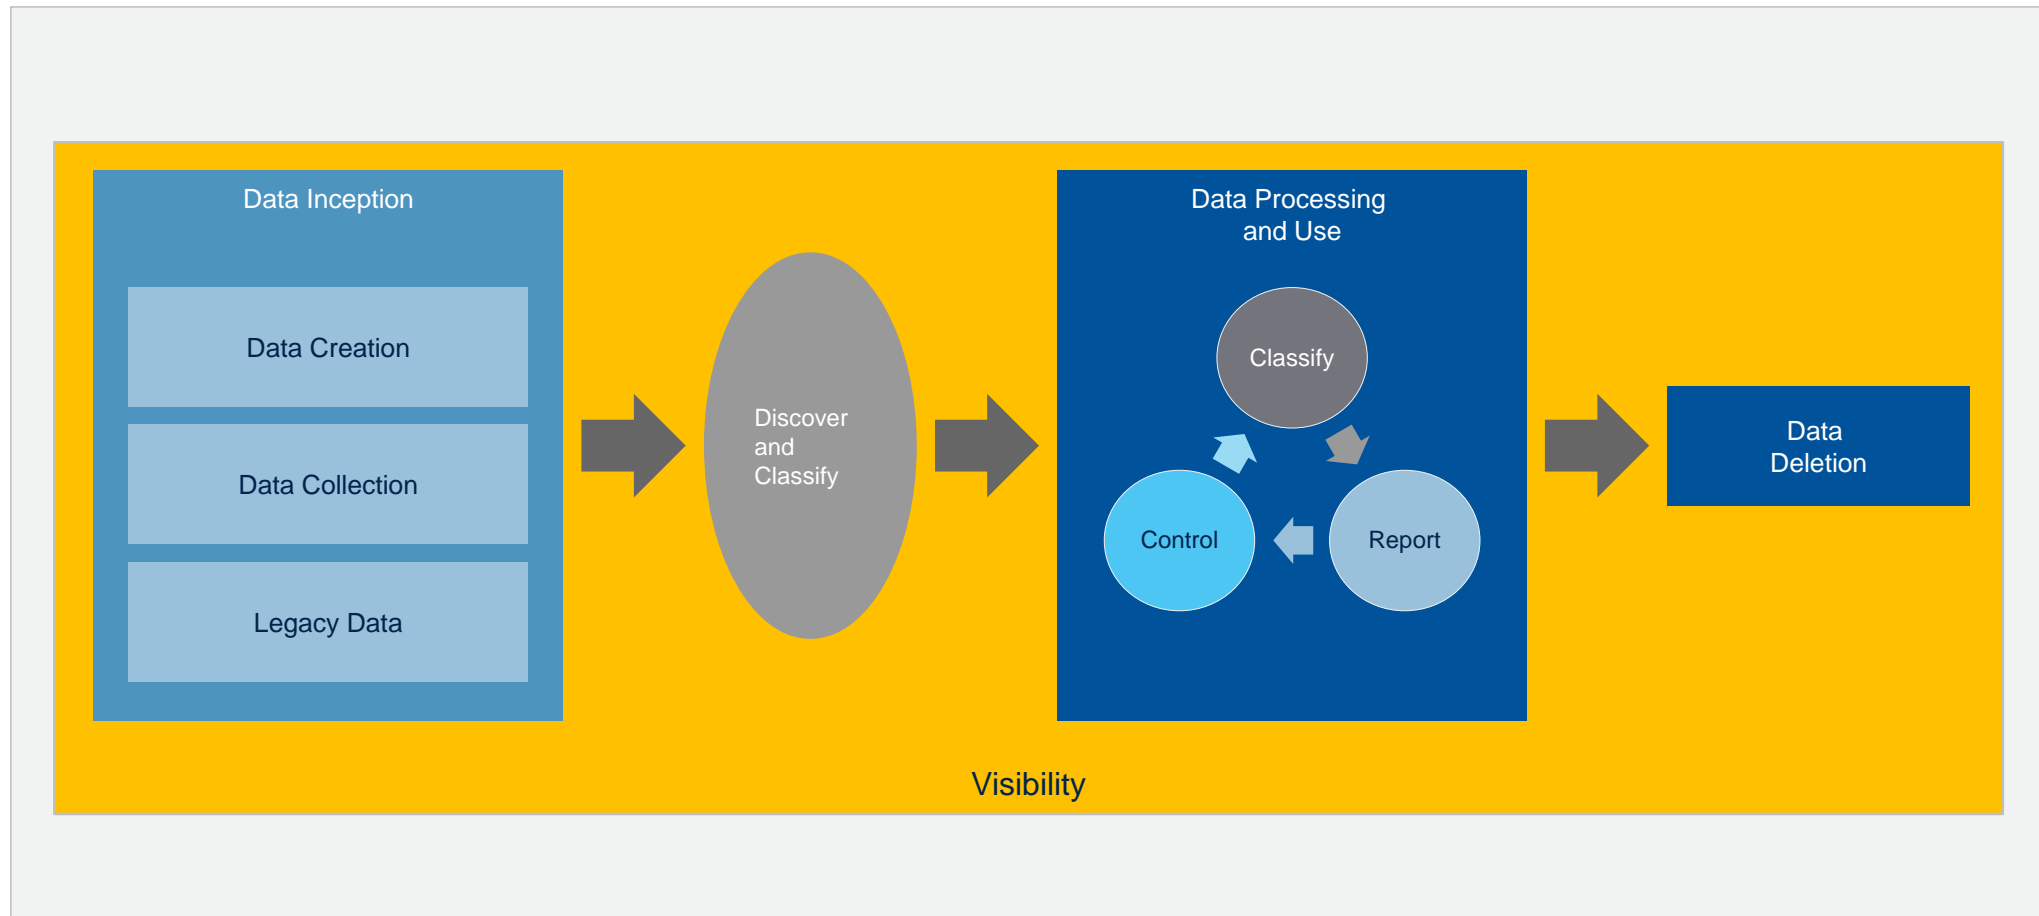 Data Inception
Data Creation
Data Collection
Legacy Data
Discover
and
Classify
Data Processing
and Use
Classify
Report
Control
Data
Deletion
Visibility